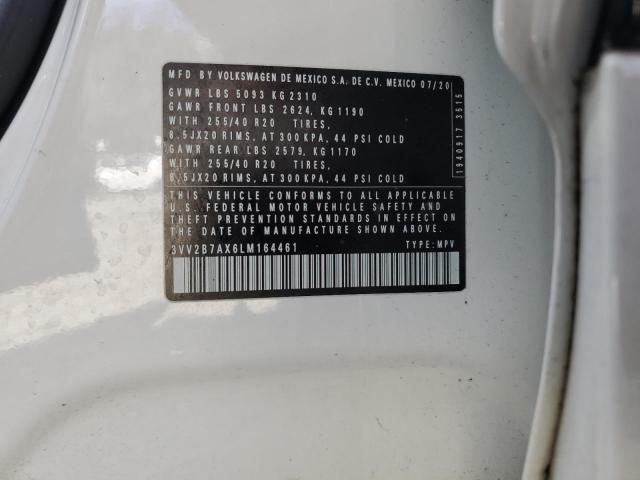 MFD BY VOLKSWAGEN DE MEXICO S.A. DE C.V. MEXICO 07/20
GVWR LBS 5093 KG 2310
GAWR FRONT LBS 2624, KG 1190
WITH 255/40 R20 TIRES,
8.5JX20 RIMS, AT 300 KPA, 44 PSI COLD
GAWR REAR LBS 2579, KG 1170
WITH 255/40 R20 TIRES,
8.5JX20 RIMS, AT 300 KPA, 44 PSI COLD
THIS VEHICLE CONFORMS TO ALL APPLICABLE
U.S. FEDERAL MOTOR VEHICLE SAFETY AND
THEFT PREVENTION STANDARDS IN EFFECT ON
THE DATE OF MANUFACTURE SHOWN ABOVE.
3VV2B7AX6LM164461 TYPE: MPV
1940917 3515